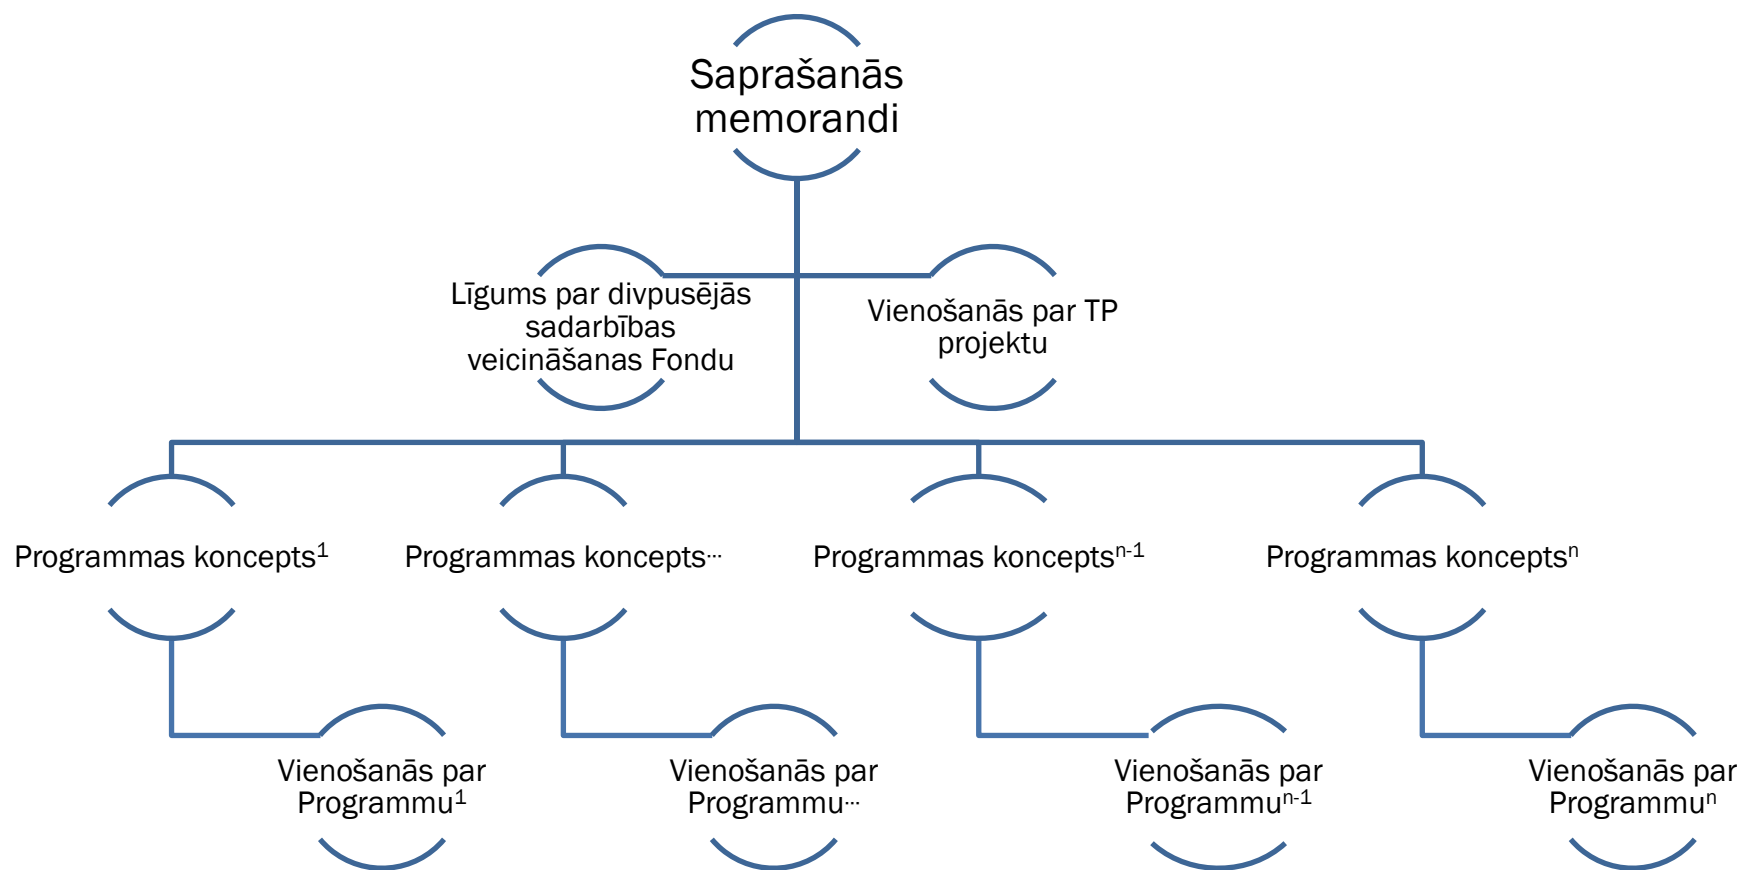 Saprašanās
memorandi
Līgums par divpusējās
sadarbības
veicināšanas Fondu
Vienošanās par TP
projektu
Programmas koncepts¹
Programmas koncepts…
Programmas konceptsⁿ⁻¹
Programmas konceptsⁿ
Vienošanās par
Programmu¹
Vienošanās par
Programmu…
Vienošanās par
Programmuⁿ⁻¹
Vienošanās par
Programmuⁿ